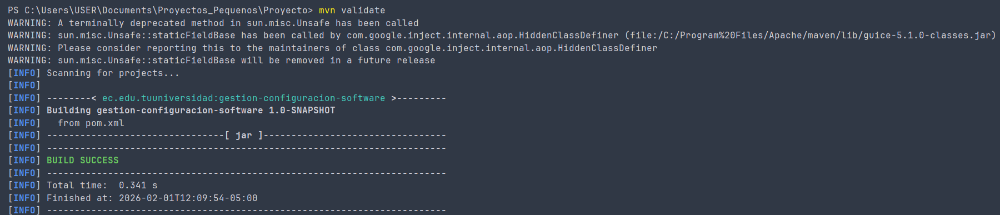 PS C:\Users\USER\Documents\Proyectos_Pequenos\Proyecto> mvn validate
WARNING: A terminally deprecated method in sun.misc.Unsafe has been called
WARNING: sun.misc.Unsafe::staticFieldBase has been called by com.google.inject.internal.aop.HiddenClassDefiner (file:/C:/Program%20Files/Apache/maven/lib/guice-5.1.0-classes.jar)
WARNING: Please consider reporting this to the maintainers of class com.google.inject.internal.aop.HiddenClassDefiner
WARNING: sun.misc.Unsafe::staticFieldBase will be removed in a future release
[INFO] Scanning for projects...
[INFO]
[INFO] --------< ec.edu.tuuniversidad:gestion-configuracion-software >---------
[INFO] Building gestion-configuracion-software 1.0-SNAPSHOT
[INFO]   from pom.xml
[INFO] --------------------------------[ jar ]---------------------------------
[INFO] ------------------------------------------------------------------------
[INFO] BUILD SUCCESS
[INFO] ------------------------------------------------------------------------
[INFO] Total time:  0.341 s
[INFO] Finished at: 2026-02-01T12:09:54-05:00
[INFO] ------------------------------------------------------------------------